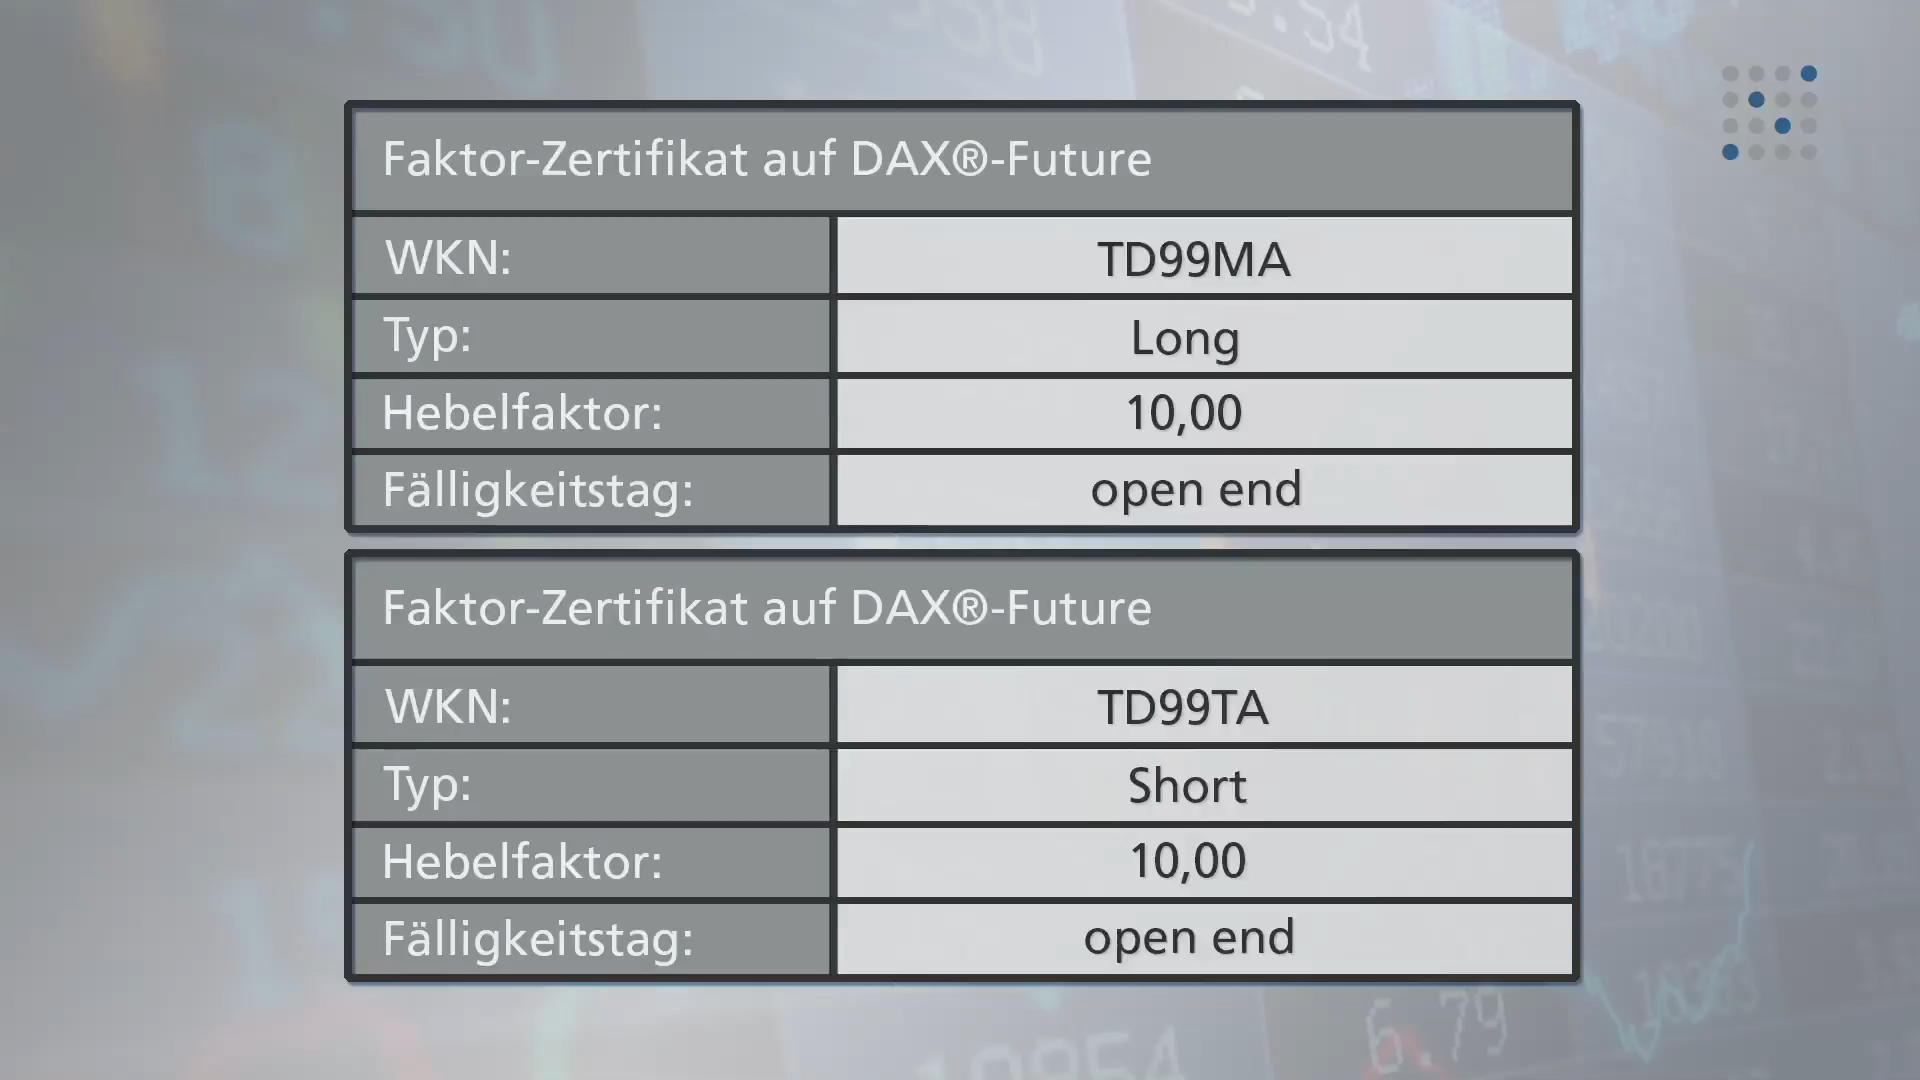 Faktor-Zertifikat auf DAX®-Future
WKN: TD99MA
Typ: Long
Hebelfaktor: 10,00
Fälligkeitstag: open end
Faktor-Zertifikat auf DAX®-Future
WKN: TD99TA
Typ: Short
Hebelfaktor: 10,00
Fälligkeitstag: open end